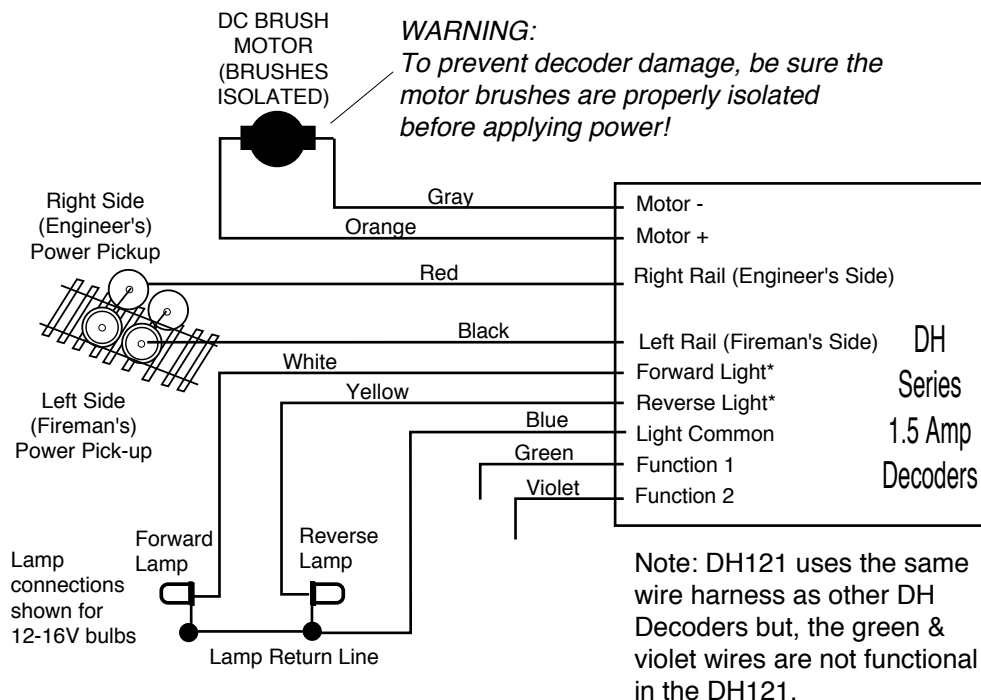 DC BRUSH
MOTOR
(BRUSHES
ISOLATED)
WARNING:
To prevent decoder damage, be sure the
motor brushes are properly isolated
before applying power!
Right Side
(Engineer's)
Power Pickup
Gray
Orange
Red
Black
White
Yellow
Blue
Green
Violet
Motor -
Motor +
Right Rail (Engineer's Side)
Left Rail (Fireman's Side)
Forward Light*
Reverse Light*
Light Common
Function 1
Function 2
DH
Series
1.5 Amp
Decoders
Left Side
(Fireman's)
Power Pick-up
Lamp
connections
shown for
12-16V bulbs
Forward
Lamp
Reverse
Lamp
Lamp Return Line
Note: DH121 uses the same
wire harness as other DH
Decoders but, the green &
violet wires are not functional
in the DH121.